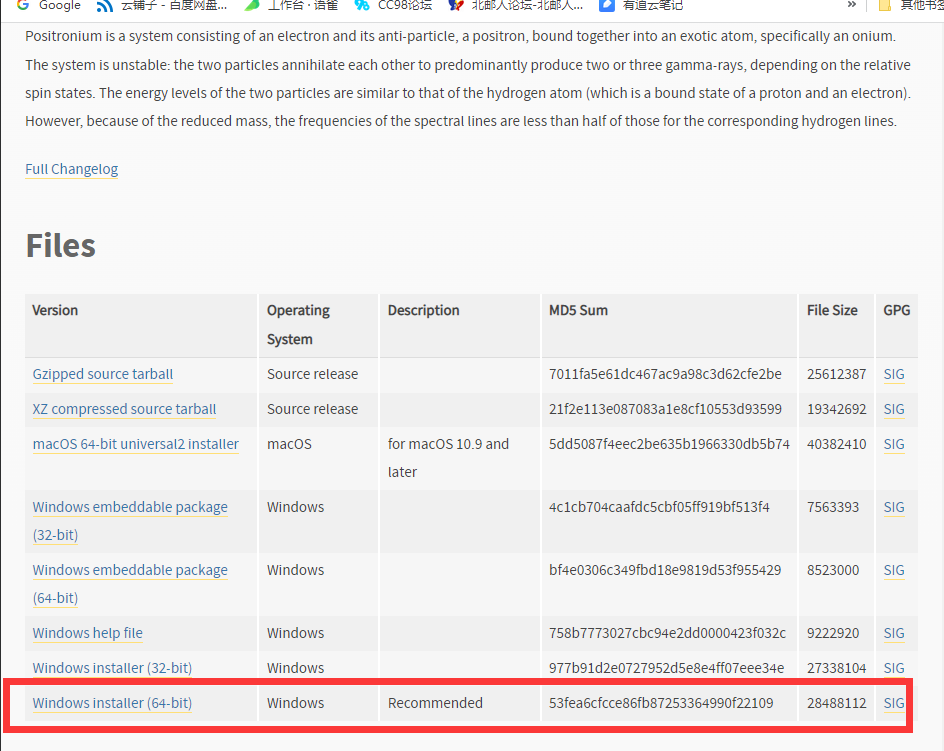 Google 云铺子 - 百度网盘... 工作台 · 语雀 CC98论坛 北邮人论坛-北邮人... 有道云笔记 » 其他书签
Positronium is a system consisting of an electron and its anti-particle, a positron, bound together into an exotic atom, specifically an onium.
The system is unstable: the two particles annihilate each other to predominantly produce two or three gamma-rays, depending on the relative
spin states. The energy levels of the two particles are similar to that of the hydrogen atom (which is a bound state of a proton and an electron).
However, because of the reduced mass, the frequencies of the spectral lines are less than half of those for the corresponding hydrogen lines.
Full Changelog
Files
Version Operating System Description MD5 Sum File Size GPG
Gzipped source tarball Source release 7011fa5e61dc467ac9a98c3d62cfe2be 25612387 SIG
XZ compressed source tarball Source release 21f2e113e087083a1e8cf10553d93599 19342692 SIG
macOS 64-bit universal2 installer macOS for macOS 10.9 and later 5dd5087f4eec2be635b1966330db5b74 40382410 SIG
Windows embeddable package (32-bit) Windows 4c1cb704caafdc5cbf05ff919bf513f4 7563393 SIG
Windows embeddable package (64-bit) Windows bf4e0306c349fbd18e9819d53f955429 8523000 SIG
Windows help file Windows 758b7773027cbc94e2dd0000423f032c 9222920 SIG
Windows installer (32-bit) Windows 977b91d2e0727952d5e8e4ff07eee34e 27338104 SIG
Windows installer (64-bit) Windows Recommended 53fea6cfcce86fb87253364990f22109 28488112 SIG